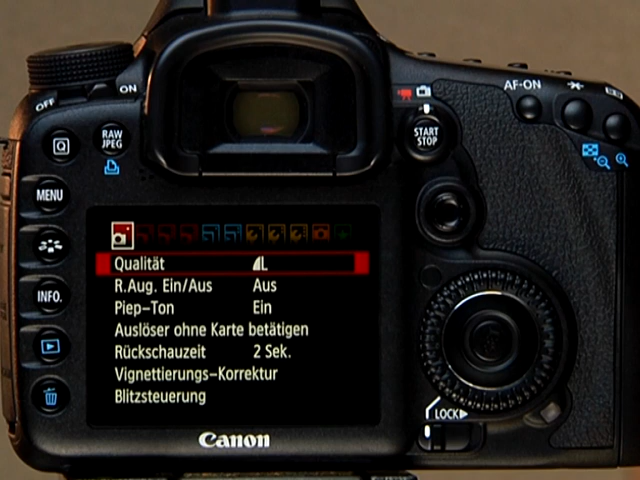 OFF
ON
AF-ON
Q
RAW
JPEG
START
STOP
MENU
INFO.
Qualität L
R.Aug. Ein/Aus Aus
Piep-Ton Ein
Auslöser ohne Karte betätigen
Rückschauzeit 2 Sek.
Vignettierungs-Korrektur
Blitzsteuerung
LOCK
Canon